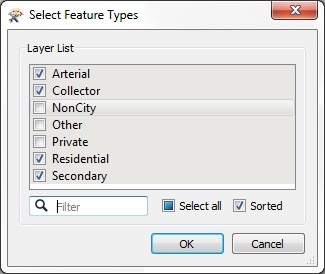 Select Feature Types
Layer List
Arterial
Collector
NonCity
Other
Private
Residential
Secondary
Filter
Select all
Sorted
OK
Cancel